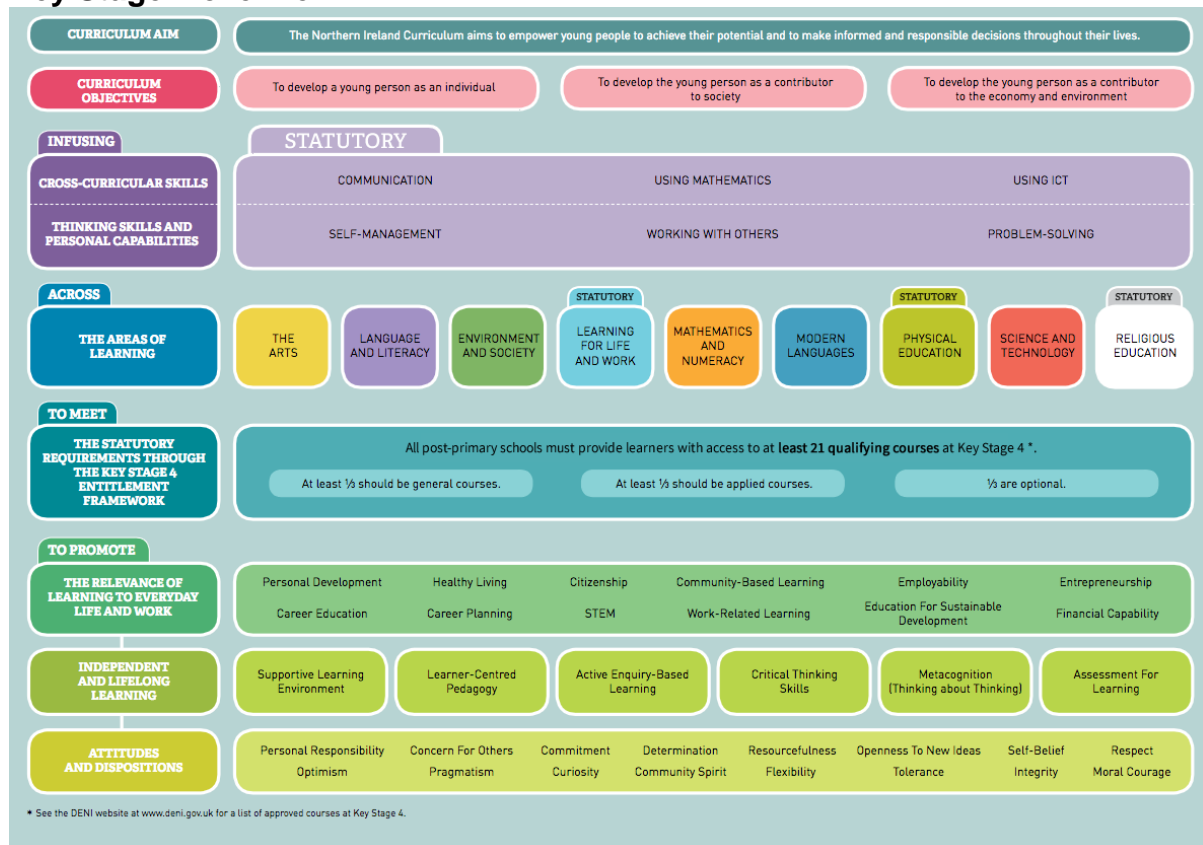 CURRICULUM AIM
The Northern Ireland Curriculum aims to empower young people to achieve their potential and to make informed and responsible decisions throughout their lives.
CURRICULUM
OBJECTIVES
To develop a young person as an individual
To develop the young person as a contributor
to society
To develop the young person as a contributor
to the economy and environment
INFUSING
STATUTORY
CROSS-CURRICULAR SKILLS
COMMUNICATION
USING MATHEMATICS
USING ICT
THINKING SKILLS AND
PERSONAL CAPABILITIES
SELF-MANAGEMENT
WORKING WITH OTHERS
PROBLEM-SOLVING
ACROSS
THE AREAS OF
LEARNING
THE
ARTS
LANGUAGE
AND LITERACY
ENVIRONMENT
AND SOCIETY
STATUTORY
LEARNING
FOR LIFE
AND WORK
MATHEMATICS
AND
NUMERACY
MODERN
LANGUAGES
STATUTORY
PHYSICAL
EDUCATION
SCIENCE AND
TECHNOLOGY
STATUTORY
RELIGIOUS
EDUCATION
TO MEET
THE STATUTORY
REQUIREMENTS THROUGH
THE KEY STAGE 4
ENTITLEMENT
FRAMEWORK
All post-primary schools must provide learners with access to at least 21 qualifying courses at Key Stage 4 *.
At least ⅓ should be general courses.
At least ⅓ should be applied courses.
⅓ are optional.
TO PROMOTE
THE RELEVANCE OF
LEARNING TO EVERYDAY
LIFE AND WORK
Personal Development
Healthy Living
Citizenship
Community-Based Learning
Employability
Entrepreneurship
Career Education
Career Planning
STEM
Work-Related Learning
Education For Sustainable
Development
Financial Capability
INDEPENDENT
AND LIFELONG
LEARNING
Supportive Learning
Environment
Learner-Centred
Pedagogy
Active Enquiry-Based
Learning
Critical Thinking
Skills
Metacognition
(Thinking about Thinking)
Assessment For
Learning
ATTITUDES
AND DISPOSITIONS
Personal Responsibility
Concern For Others
Commitment
Determination
Resourcefulness
Openness To New Ideas
Self-Belief
Respect
Optimism
Pragmatism
Curiosity
Community Spirit
Flexibility
Tolerance
Integrity
Moral Courage
* See the DENI website at www.deni.gov.uk for a list of approved courses at Key Stage 4.